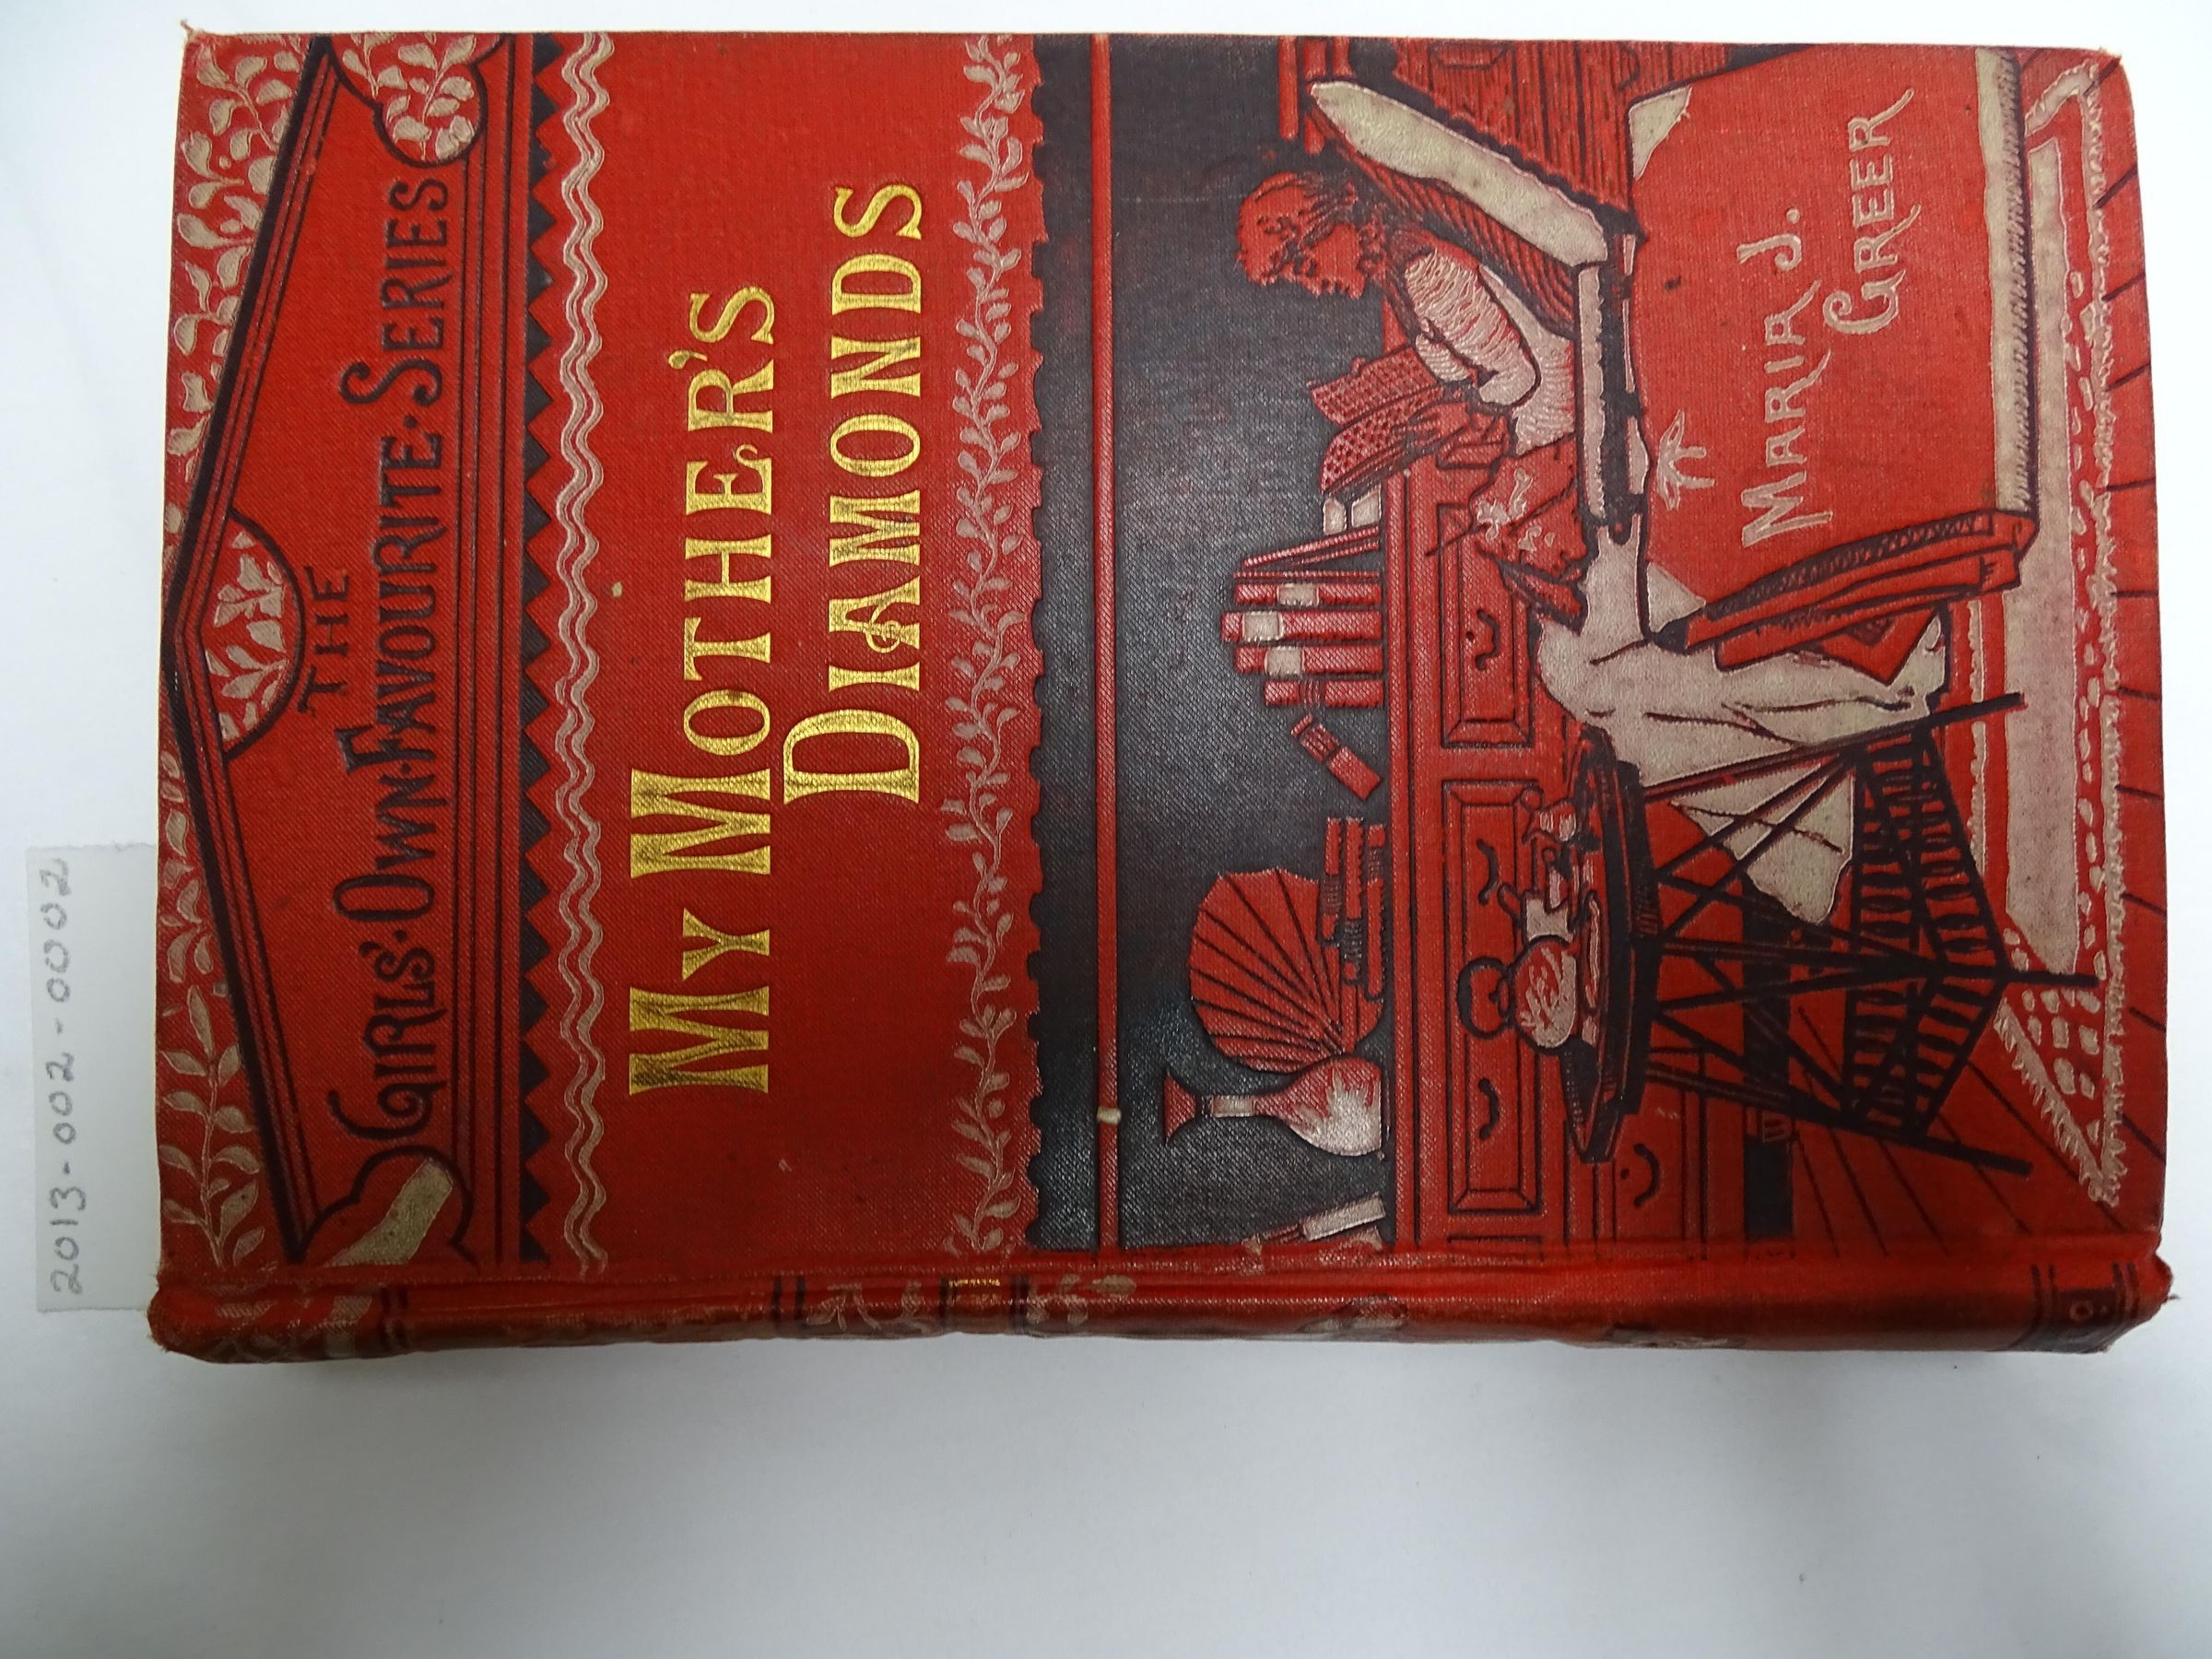 2013-002-0002
THE
GIRLS'·OWN·FAVOURITE·SERIES
MY MOTHER'S
DIAMONDS
MARIA J.
GREER